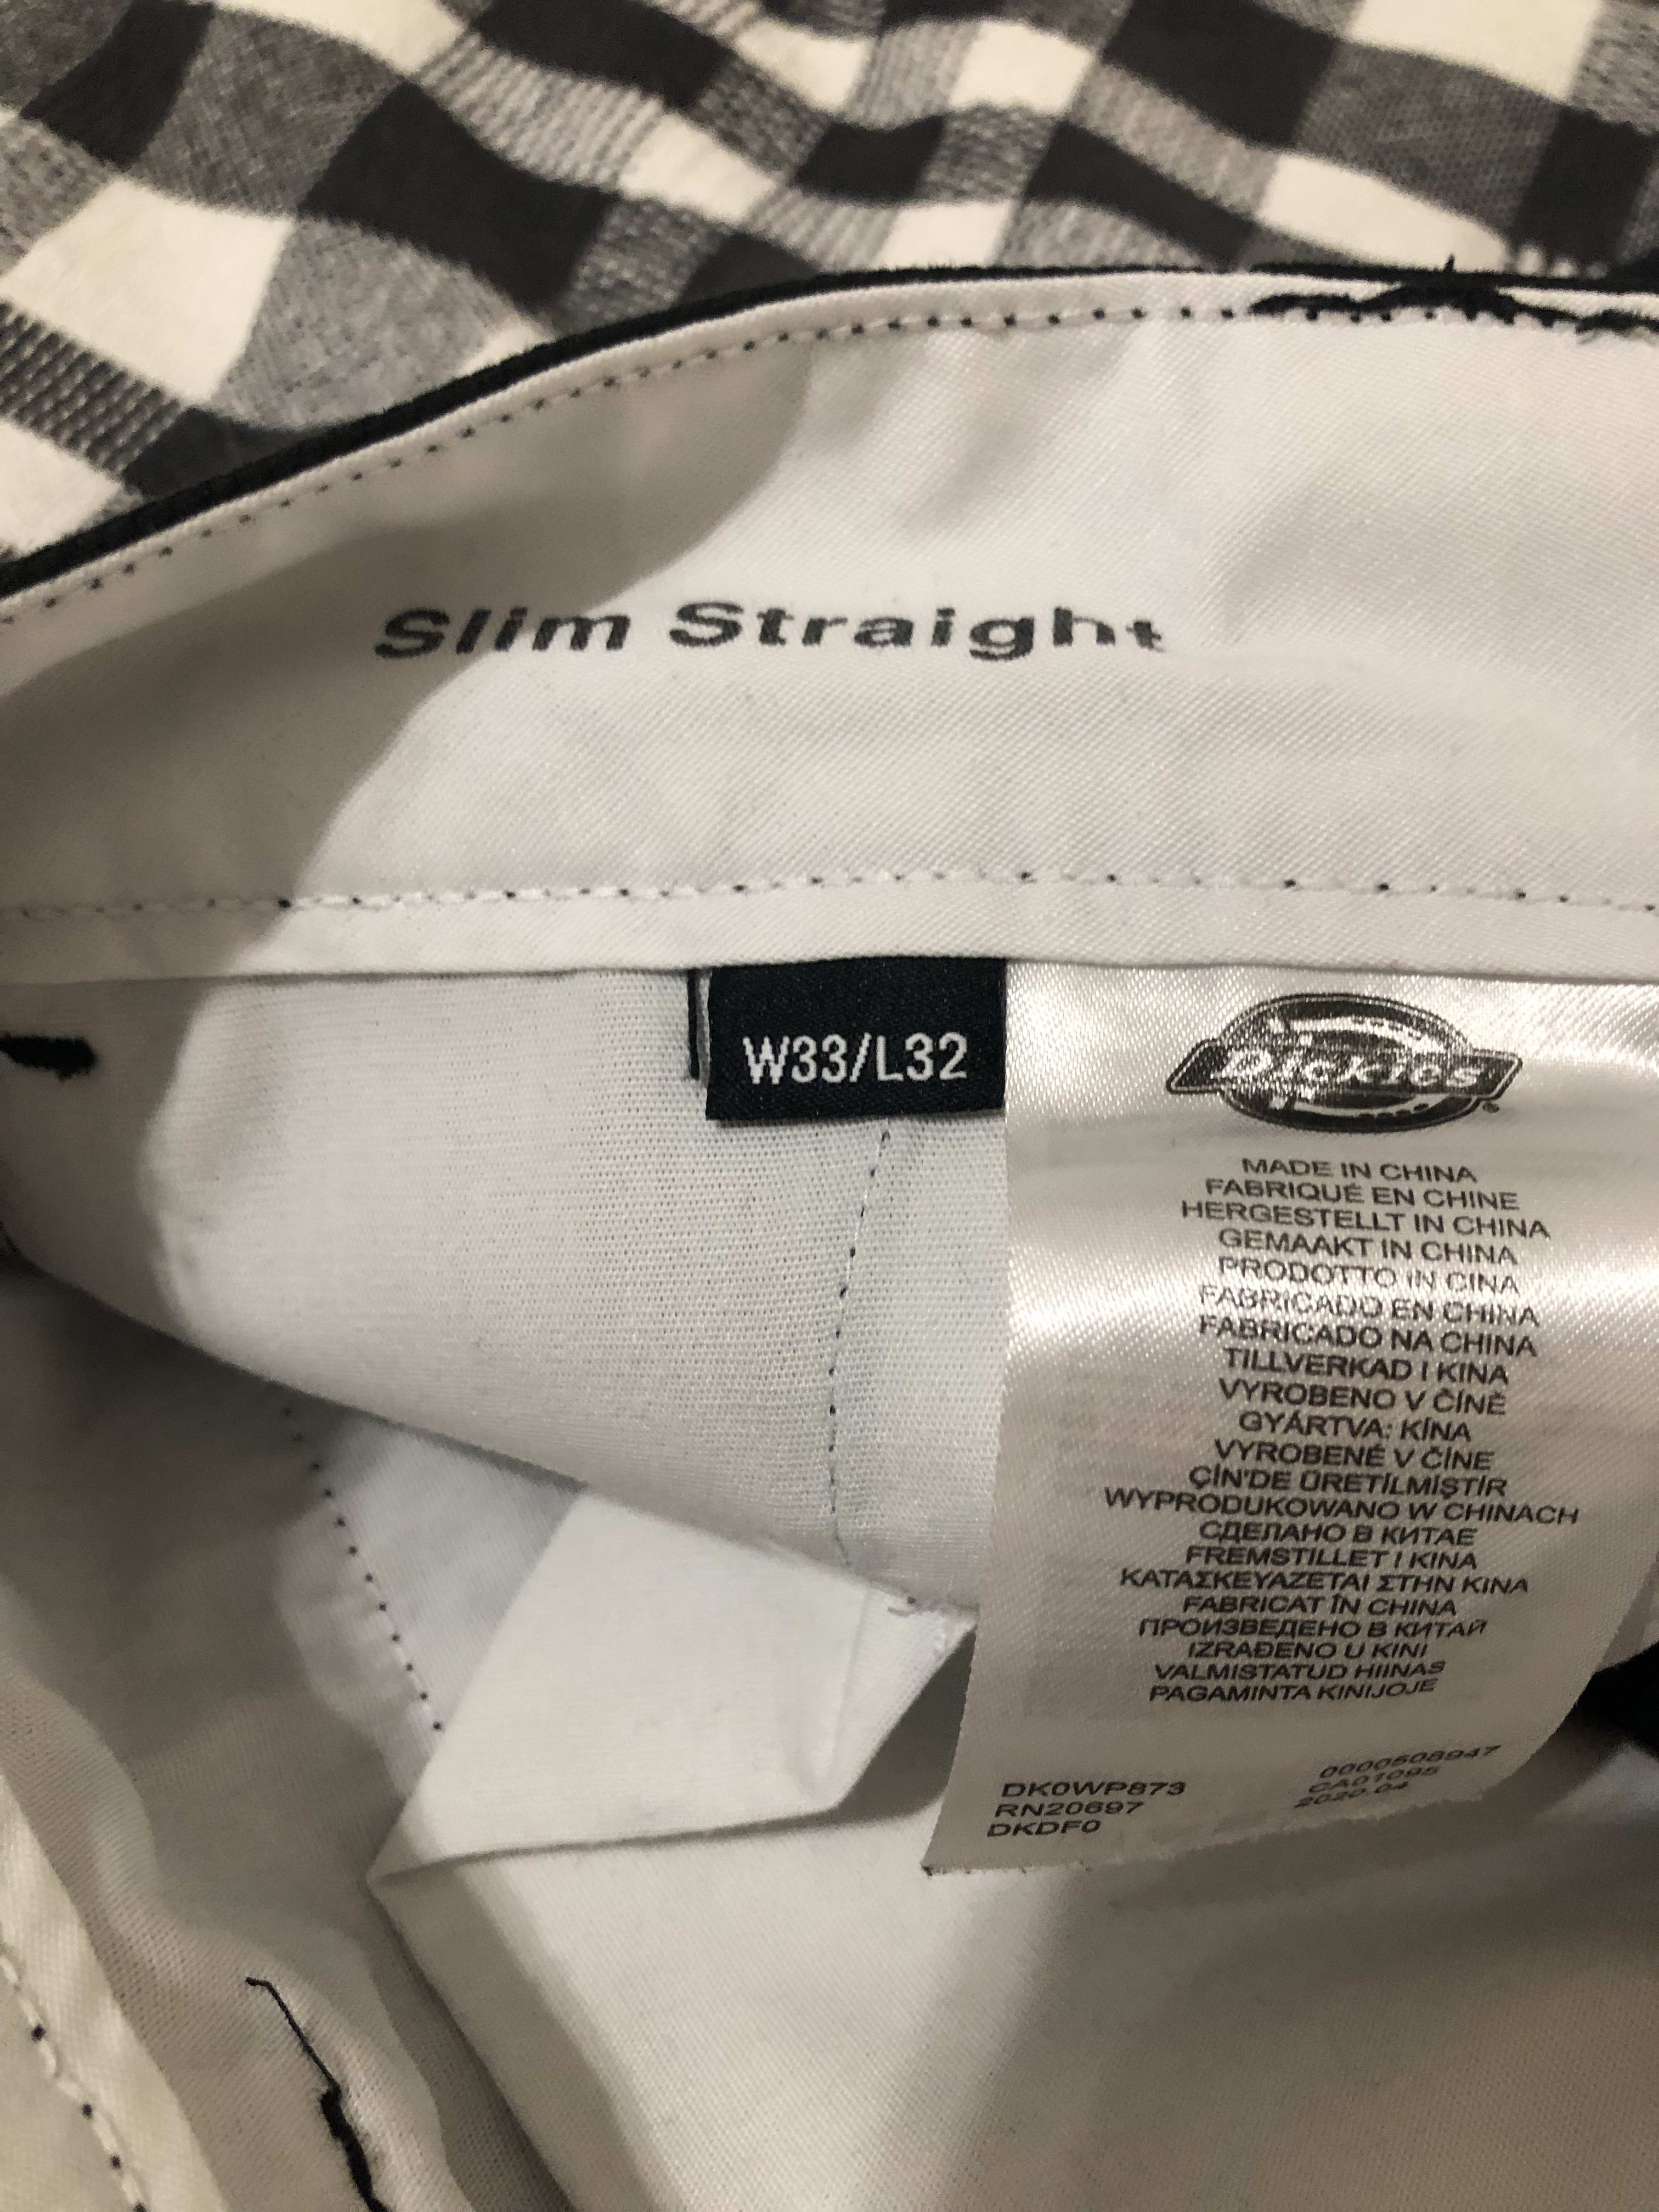 Slim Straight
W33/L32
Dickies
MADE IN CHINA
FABRIQUÉ EN CHINE
HERGESTELLT IN CHINA
GEMAAKT IN CHINA
PRODOTTO IN CINA
FABRICADO EN CHINA
FABRICADO NA CHINA
TILLVERKAD I KINA
VYROBENO V ČÍNĚ
GYÁRTVA: KÍNA
VYROBENÉ V ČÍNE
ÇİN'DE ÜRETİLMİŞTİR
WYPRODUKOWANO W CHINACH
СДЕЛАНО В КИТАЕ
FREMSTILLET I KINA
ΚΑΤΑΣΚΕΥΑΖΕΤΑΙ ΣΤΗΝ ΚΙΝΑ
FABRICAT ÎN CHINA
ПРОИЗВЕДЕНО В КИТАЙ
IZRAĐENO U KINI
VALMISTATUD HIINAS
PAGAMINTA KINIJOJE
0000508947
CA01095
2020.04
DK0WP873
RN20697
DKDF0